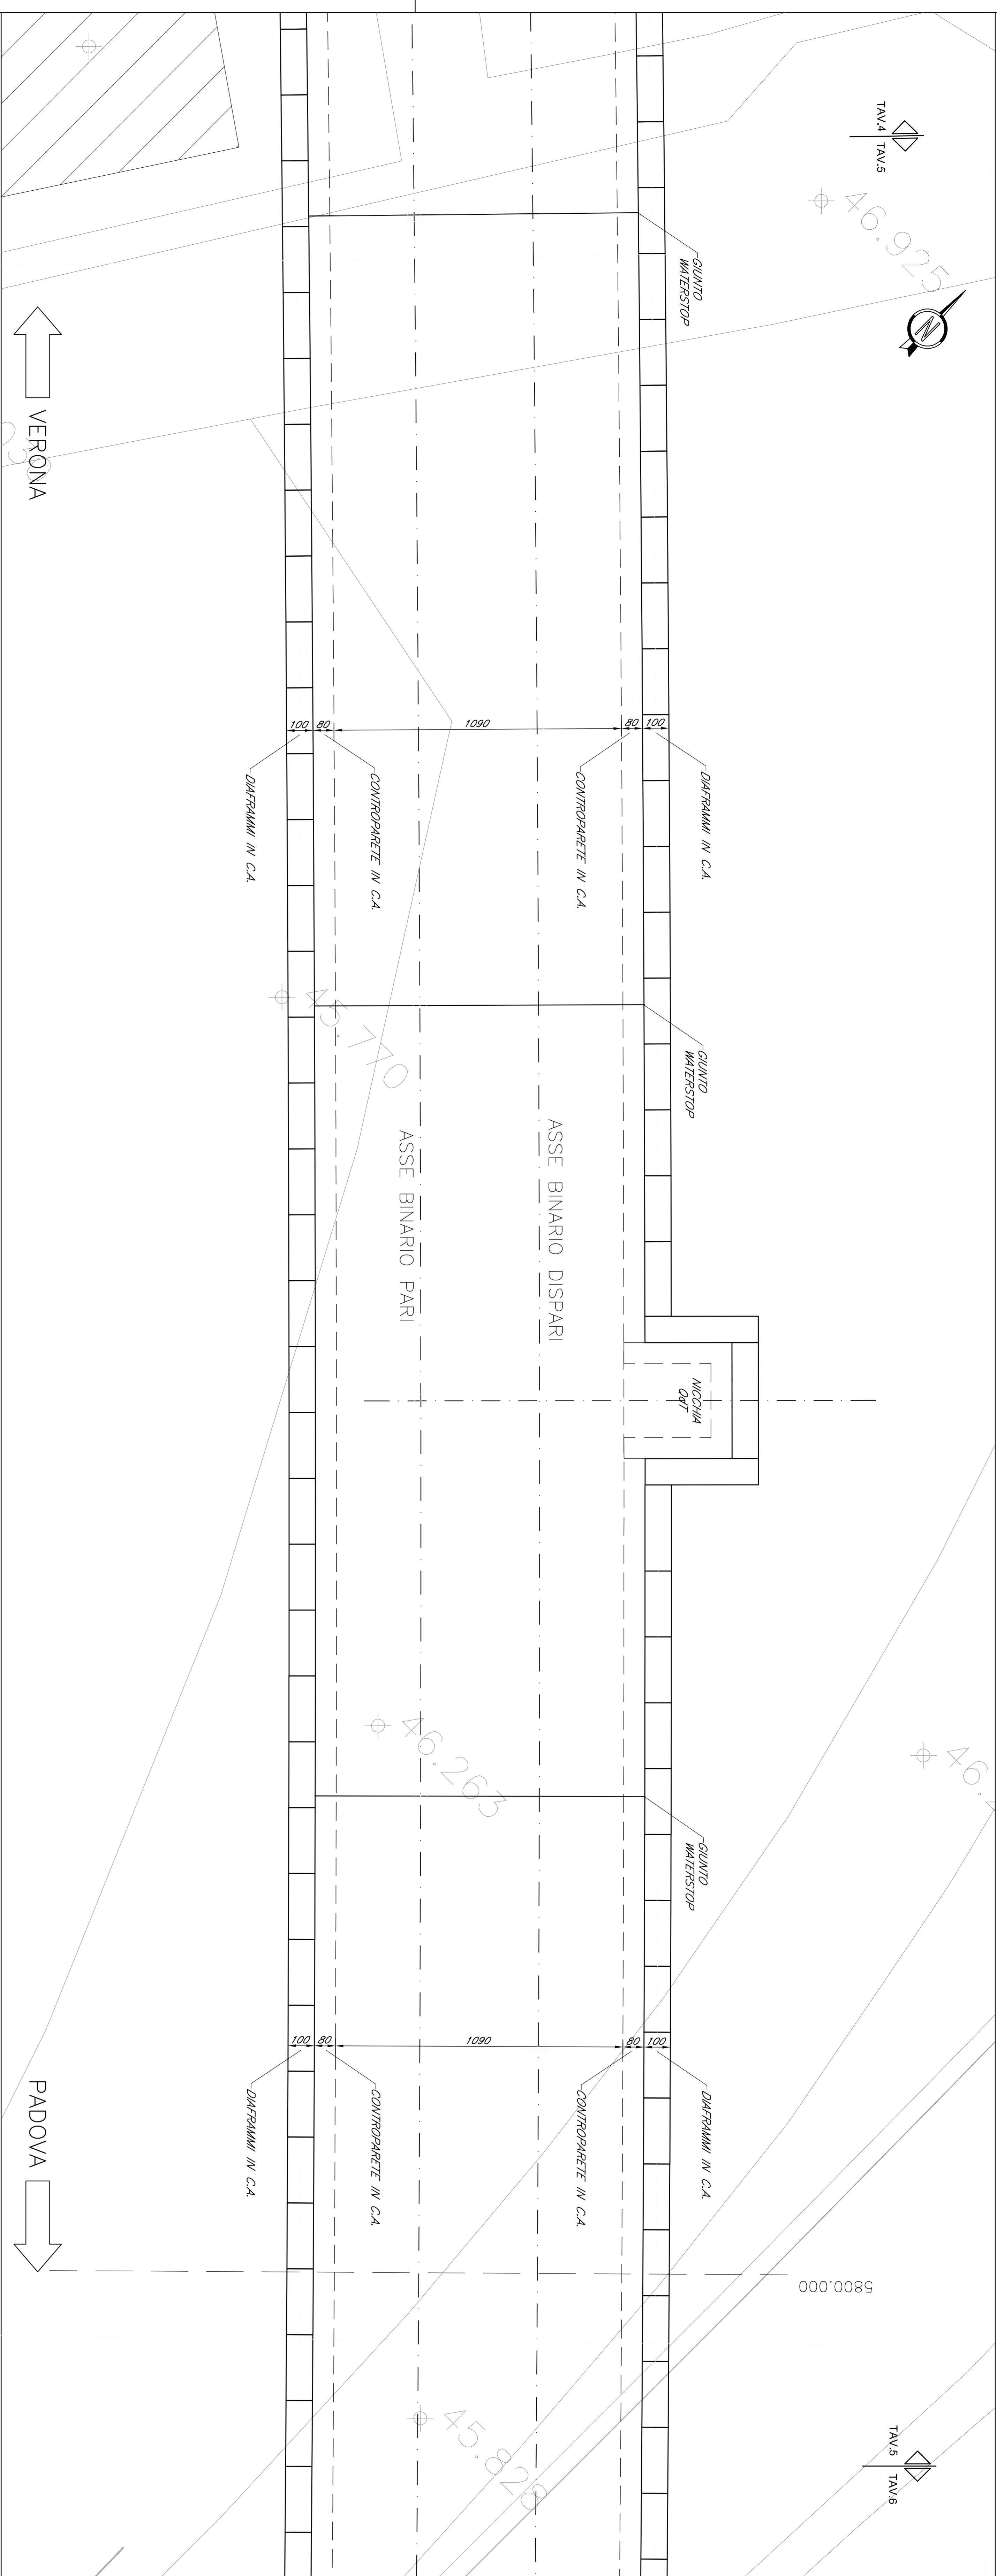 TAV.4 TAV.5
46.925
GIUNTO
WATERSTOP
N
VERONA
100 80 1090 80 100
DIAFRAMMI IN C.A.
CONTROPARETE IN C.A.
CONTROPARETE IN C.A.
DIAFRAMMI IN C.A.
45.770
GIUNTO
WATERSTOP
ASSE BINARIO PARI
ASSE BINARIO DISPARI
NICCHIA
QdT
46.263
GIUNTO
WATERSTOP
100 80 1090 80 100
DIAFRAMMI IN C.A.
CONTROPARETE IN C.A.
CONTROPARETE IN C.A.
DIAFRAMMI IN C.A.
PADOVA
5800.000
45.828
TAV.5 TAV.6